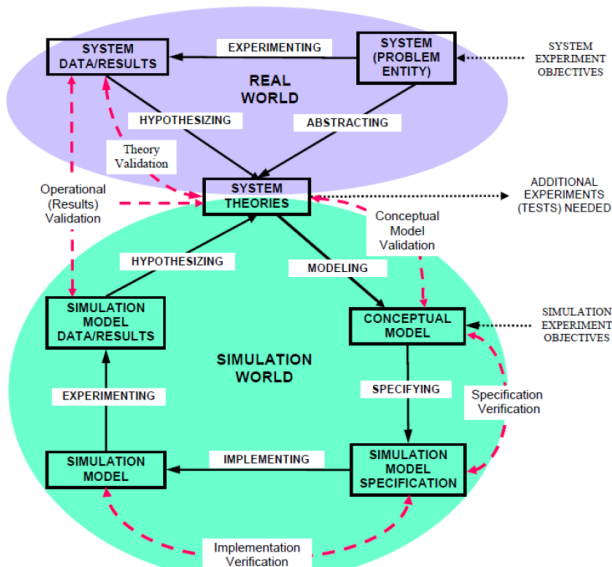 SYSTEM
DATA/RESULTS
EXPERIMENTING
SYSTEM
(PROBLEM
ENTITY)
SYSTEM
EXPERIMENT
OBJECTIVES
REAL
WORLD
HYPOTHESIZING
ABSTRACTING
Theory
Validation
Operational
(Results)
Validation
SYSTEM
THEORIES
ADDITIONAL
EXPERIMENTS
(TESTS) NEEDED
Conceptual
Model
Validation
HYPOTHESIZING
MODELING
SIMULATION
MODEL
DATA/RESULTS
CONCEPTUAL
MODEL
SIMULATION
EXPERIMENT
OBJECTIVES
SIMULATION
WORLD
EXPERIMENTING
SPECIFYING
Specification
Verification
SIMULATION
MODEL
IMPLEMENTING
SIMULATION
MODEL
SPECIFICATION
Implementation
Verification